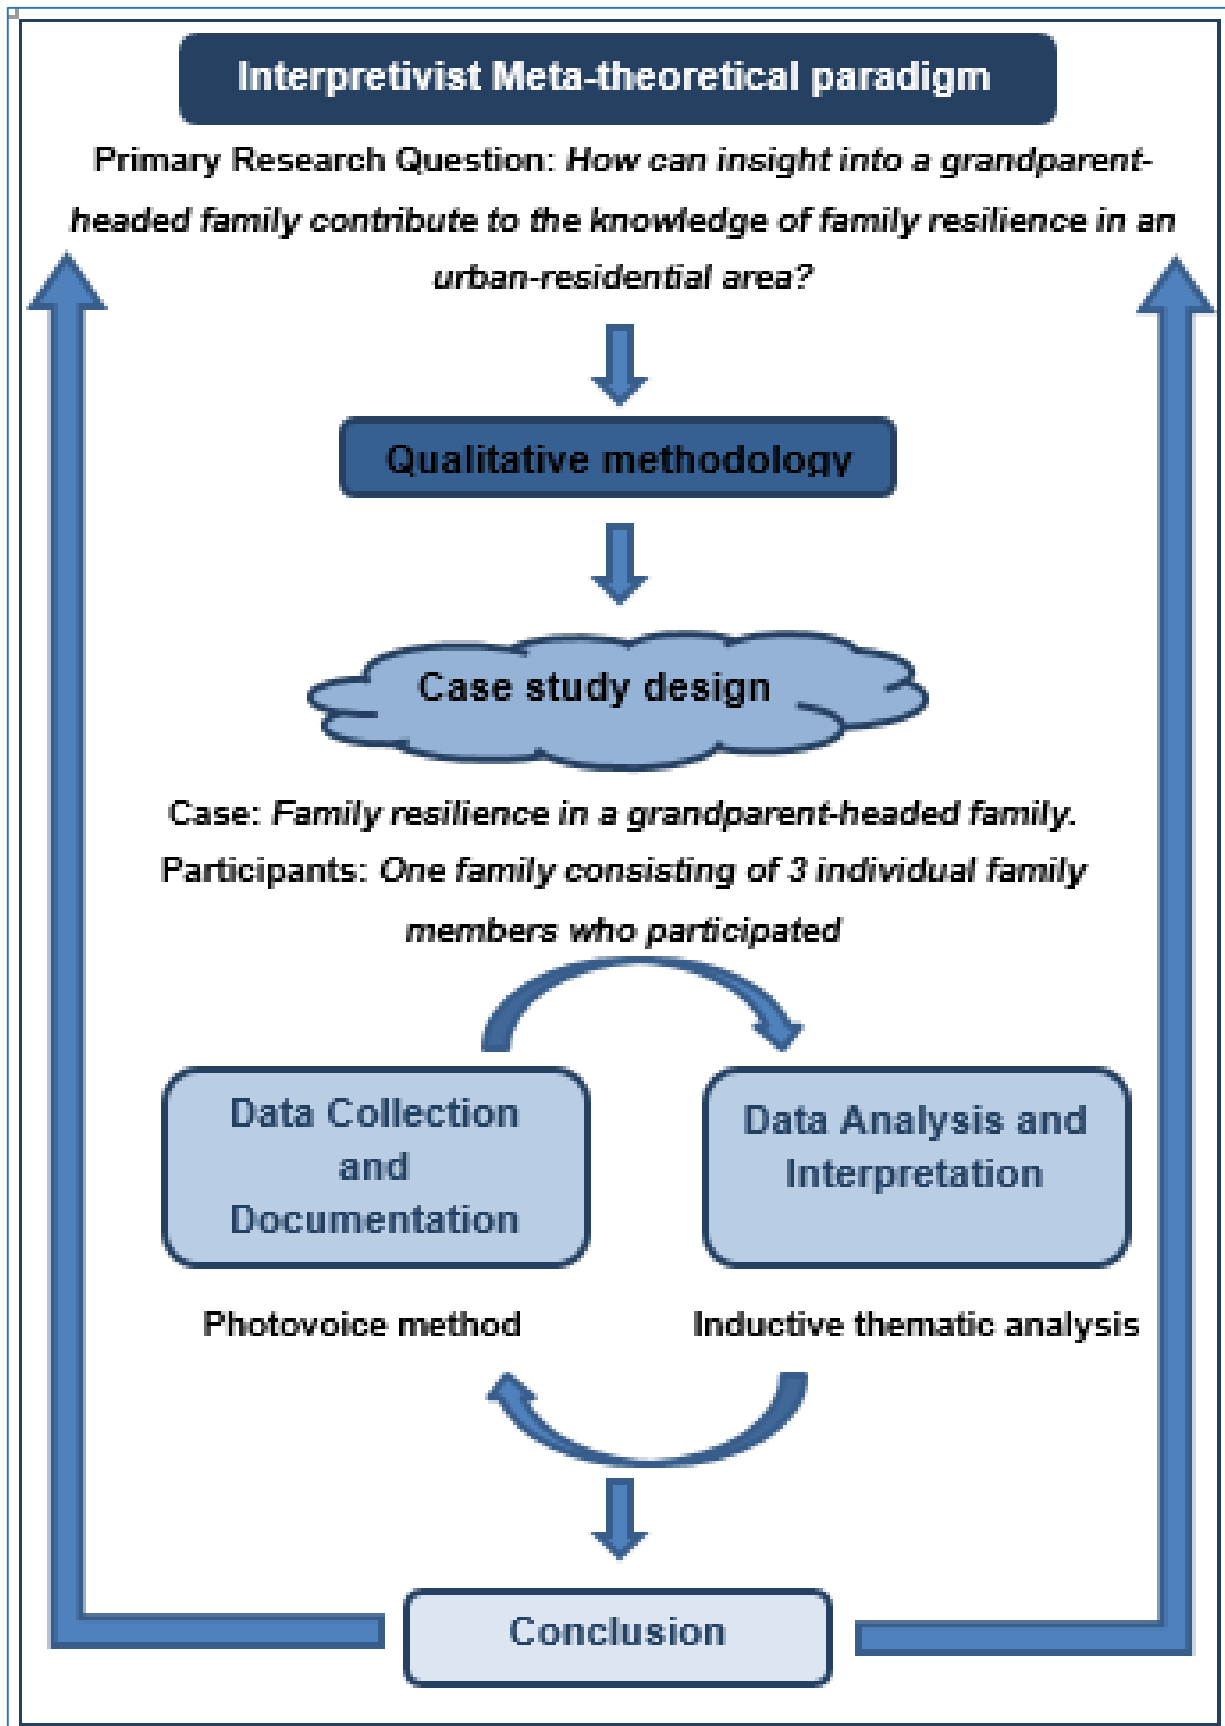 Interpretivist Meta-theoretical paradigm
Primary Research Question: How can insight into a grandparent-
headed family contribute to the knowledge of family resilience in an
urban-residential area?
Qualitative methodology
Case study design
Case: Family resilience in a grandparent-headed family.
Participants: One family consisting of 3 individual family
members who participated
Data Collection
and
Documentation
Data Analysis and
Interpretation
Photovoice method
Inductive thematic analysis
Conclusion